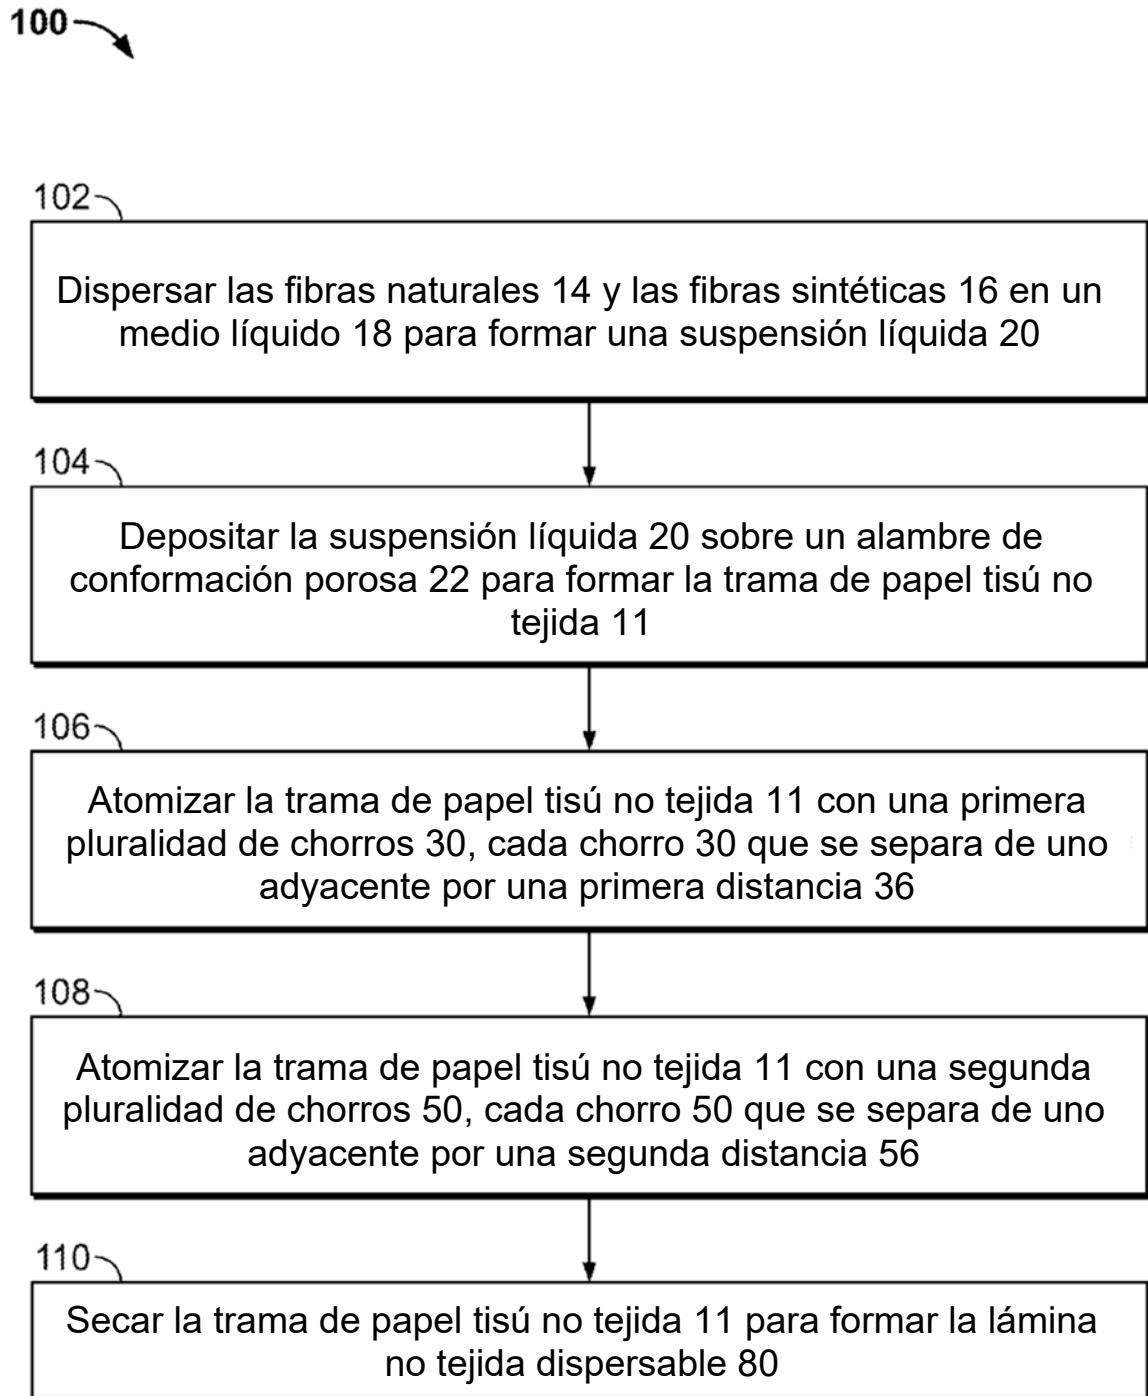 100
102
Dispersar las fibras naturales 14 y las fibras sintéticas 16 en un
medio líquido 18 para formar una suspensión líquida 20
104
Depositar la suspensión líquida 20 sobre un alambre de
conformación porosa 22 para formar la trama de papel tisú no
tejida 11
106
Atomizar la trama de papel tisú no tejida 11 con una primera
pluralidad de chorros 30, cada chorro 30 que se separa de uno
adyacente por una primera distancia 36
108
Atomizar la trama de papel tisú no tejida 11 con una segunda
pluralidad de chorros 50, cada chorro 50 que se separa de uno
adyacente por una segunda distancia 56
110
Secar la trama de papel tisú no tejida 11 para formar la lámina
no tejida dispersable 80